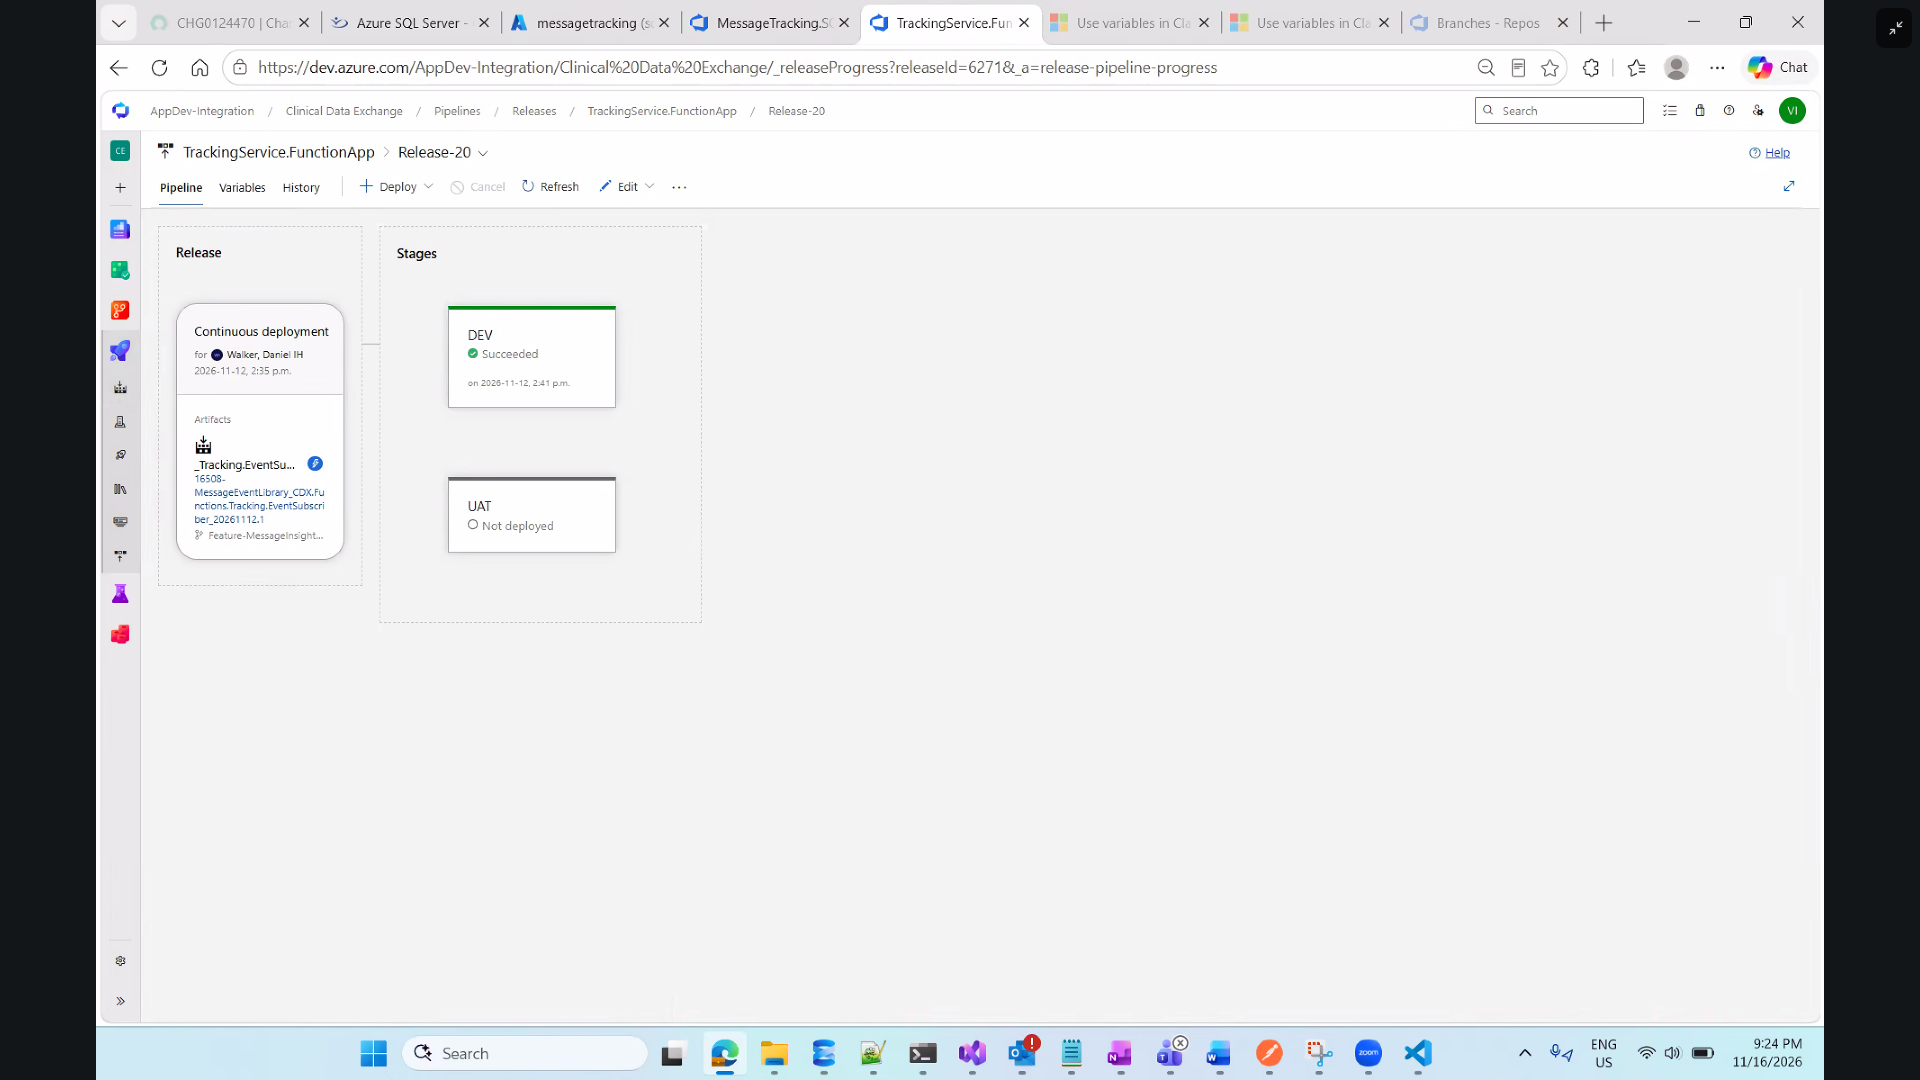 CHG0124470 | Cha
Azure SQL Server -
messagetracking (s
MessageTracking.S
TrackingService.Fun
Use variables in Cla
Use variables in Cla
Branches - Repos
https://dev.azure.com/AppDev-Integration/Clinical%20Data%20Exchange/_releaseProgress?releaseId=6271&_a=release-pipeline-progress
Chat
AppDev-Integration / Clinical Data Exchange / Pipelines / Releases / TrackingService.FunctionApp / Release-20
Search
VI
CE
TrackingService.FunctionApp > Release-20
Help
Pipeline Variables History Deploy Cancel Refresh Edit ...
Release
Stages
Continuous deployment
for Walker, Daniel IH
2026-11-12, 2:35 p.m.
Artifacts
_Tracking.EventSu...
16508-
MessageEventLibrary_CDX.Fu
nctions.Tracking.EventSubscri
ber_20261112.1
Feature-MessageInsight...
DEV
Succeeded
on 2026-11-12, 2:41 p.m.
UAT
Not deployed
Search
zoom
ENG
US
9:24 PM
11/16/2026